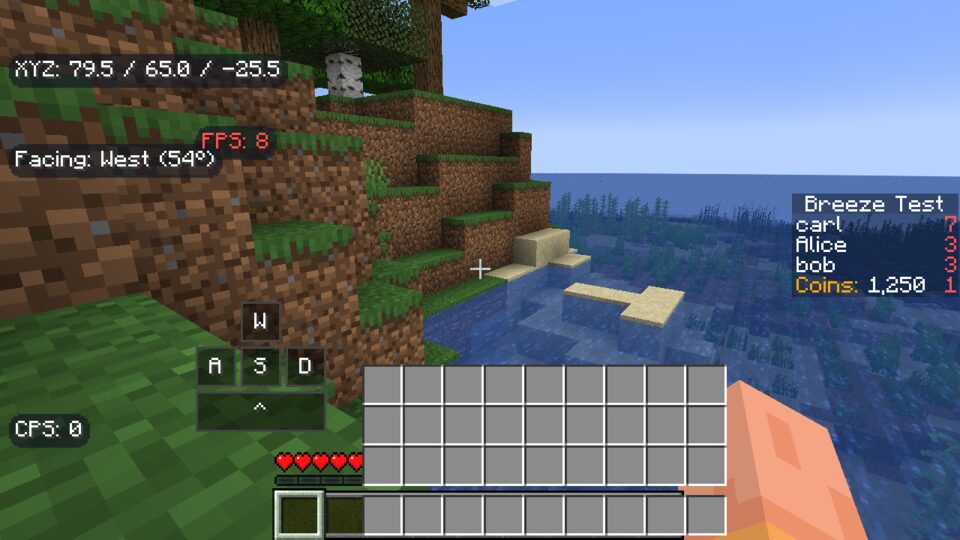 XYZ: 79.5 / 65.0 / -25.5
FPS: 8
Facing: West (54º)
Breeze Test
carl 7
Alice 3
bob 3
Coins: 1,250 1
W
A S D
^
CPS: 0